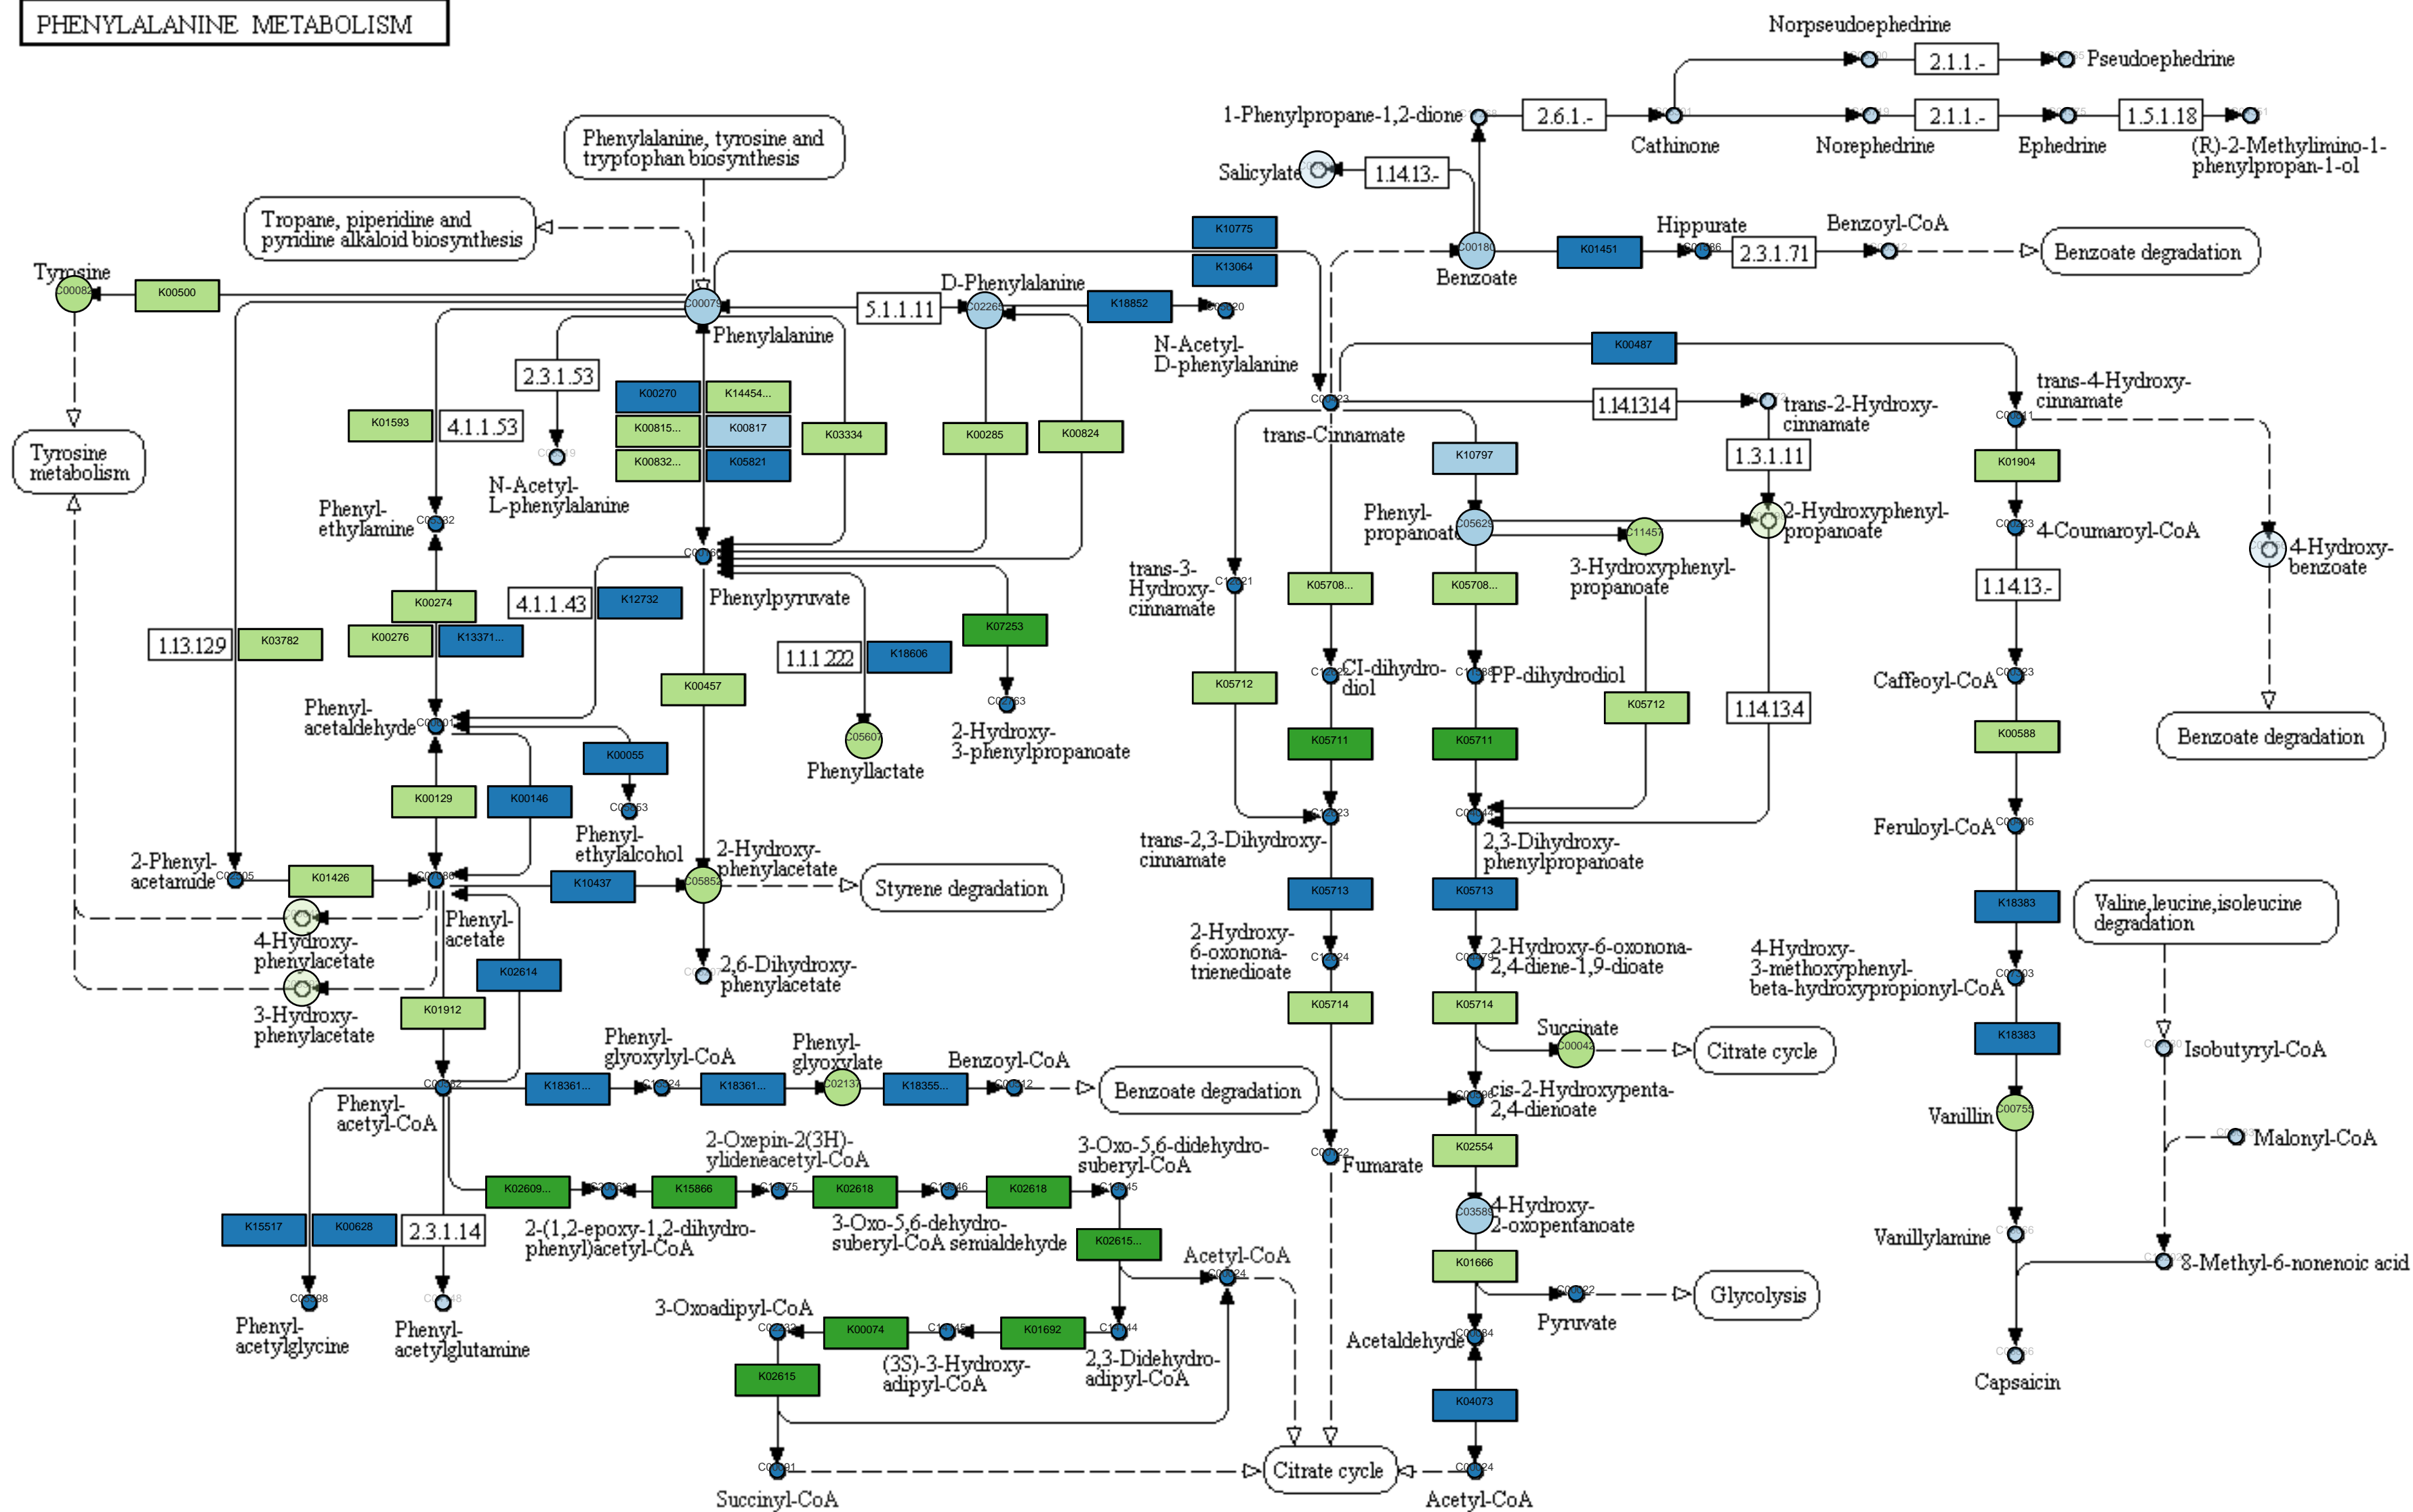 PHENYLALANINE METABOLISM
Norpseudoephedrine
2.1.1.-
Pseudoephedrine
1-Phenylpropane-1,2-dione
2.6.1.-
Cathinone
2.1.1.-
Norephedrine
Ephedrine
1.5.1.18
(R)-2-Methylimino-1-
phenylpropan-1-ol
Phenylalanine, tyrosine and
tryptophan biosynthesis
Salicylate
1.14.13.-
Tropane, piperidine and
pyridine alkaloid biosynthesis
K10775
K13064
C00180
Benzoate
K01451
Hippurate
2.3.1.71
Benzoyl-CoA
Benzoate degradation
Tyrosine
C00082
K00500
C00079
Phenylalanine
5.1.1.11
D-Phenylalanine
C02265
K18852
N-Acetyl-
D-phenylalanine
K00487
2.3.1.53
N-Acetyl-
L-phenylalanine
K00270
K14454...
K00815...
K00817
K00832...
K05821
K03334
K00285
K00824
K01593
4.1.1.53
Tyrosine
metabolism
trans-Cinnamate
1.14.13.14
trans-2-Hydroxy-
cinnamate
trans-4-Hydroxy-
cinnamate
K10797
1.3.1.11
K01904
Phenyl-
ethylamine
Phenyl-
propanoate
C05629
C11457
3-Hydroxyphenyl-
propanoate
2-Hydroxyphenyl-
propanoate
4-Coumaroyl-CoA
4-Hydroxy-
benzoate
K00274
K00276
K13371...
4.1.1.43
K12732
Phenylpyruvate
trans-3-
Hydroxy-
cinnamate
K05708...
K05708...
1.14.13.-
1.13.12.9
K03782
1.1.1.222
K18606
K07253
K00457
K05712
CI-dihydro-
diol
PP-dihydrodiol
K05712
1.14.13.4
Caffeoyl-CoA
Phenyl-
acetaldehyde
K00055
C05607
Phenyllactate
2-Hydroxy-
3-phenylpropanoate
K05711
K05711
K00588
Benzoate degradation
K00129
K00146
Phenyl-
ethylalcohol
2-Hydroxy-
phenylacetate
trans-2,3-Dihydroxy-
cinnamate
2,3-Dihydroxy-
phenylpropanoate
Feruloyl-CoA
2-Phenyl-
acetamide
K01426
K10437
C05852
Styrene degradation
K05713
K05713
K18383
Valine,leucine,isoleucine
degradation
4-Hydroxy-
phenylacetate
Phenyl-
acetate
K02614
2,6-Dihydroxy-
phenylacetate
2-Hydroxy-
6-oxonona-
trienedioate
2-Hydroxy-6-oxonona-
2,4-diene-1,9-dioate
4-Hydroxy-
3-methoxyphenyl-
beta-hydroxypropionyl-CoA
3-Hydroxy-
phenylacetate
K01912
K05714
K05714
Succinate
C00042
Citrate cycle
K18383
Isobutyryl-CoA
Phenyl-
glyoxylyl-CoA
Phenyl-
glyoxylate
Benzoyl-CoA
K18361...
K18361...
C02137
K18355...
Benzoate degradation
Phenyl-
acetyl-CoA
cis-2-Hydroxypenta-
2,4-dienoate
Vanillin
C00755
Malonyl-CoA
2-Oxepin-2(3H)-
ylideneacetyl-CoA
3-Oxo-5,6-didehydro-
suberyl-CoA
Fumarate
K02554
K02609...
K15866
K02618
K02618
2-(1,2-epoxy-1,2-dihydro-
phenyl)acetyl-CoA
3-Oxo-5,6-dehydro-
suberyl-CoA semialdehyde
K15517
K00628
2.3.1.14
K02615...
Acetyl-CoA
C03589
4-Hydroxy-
2-oxopentanoate
K01666
Vanillylamine
8-Methyl-6-nonenoic acid
Glycolysis
Pyruvate
Phenyl-
acetylglycine
Phenyl-
acetylglutamine
3-Oxoadipyl-CoA
K00074
K01692
(3S)-3-Hydroxy-
adipyl-CoA
2,3-Didehydro-
adipyl-CoA
Acetaldehyde
Capsaicin
K02615
K04073
Succinyl-CoA
Citrate cycle
Acetyl-CoA